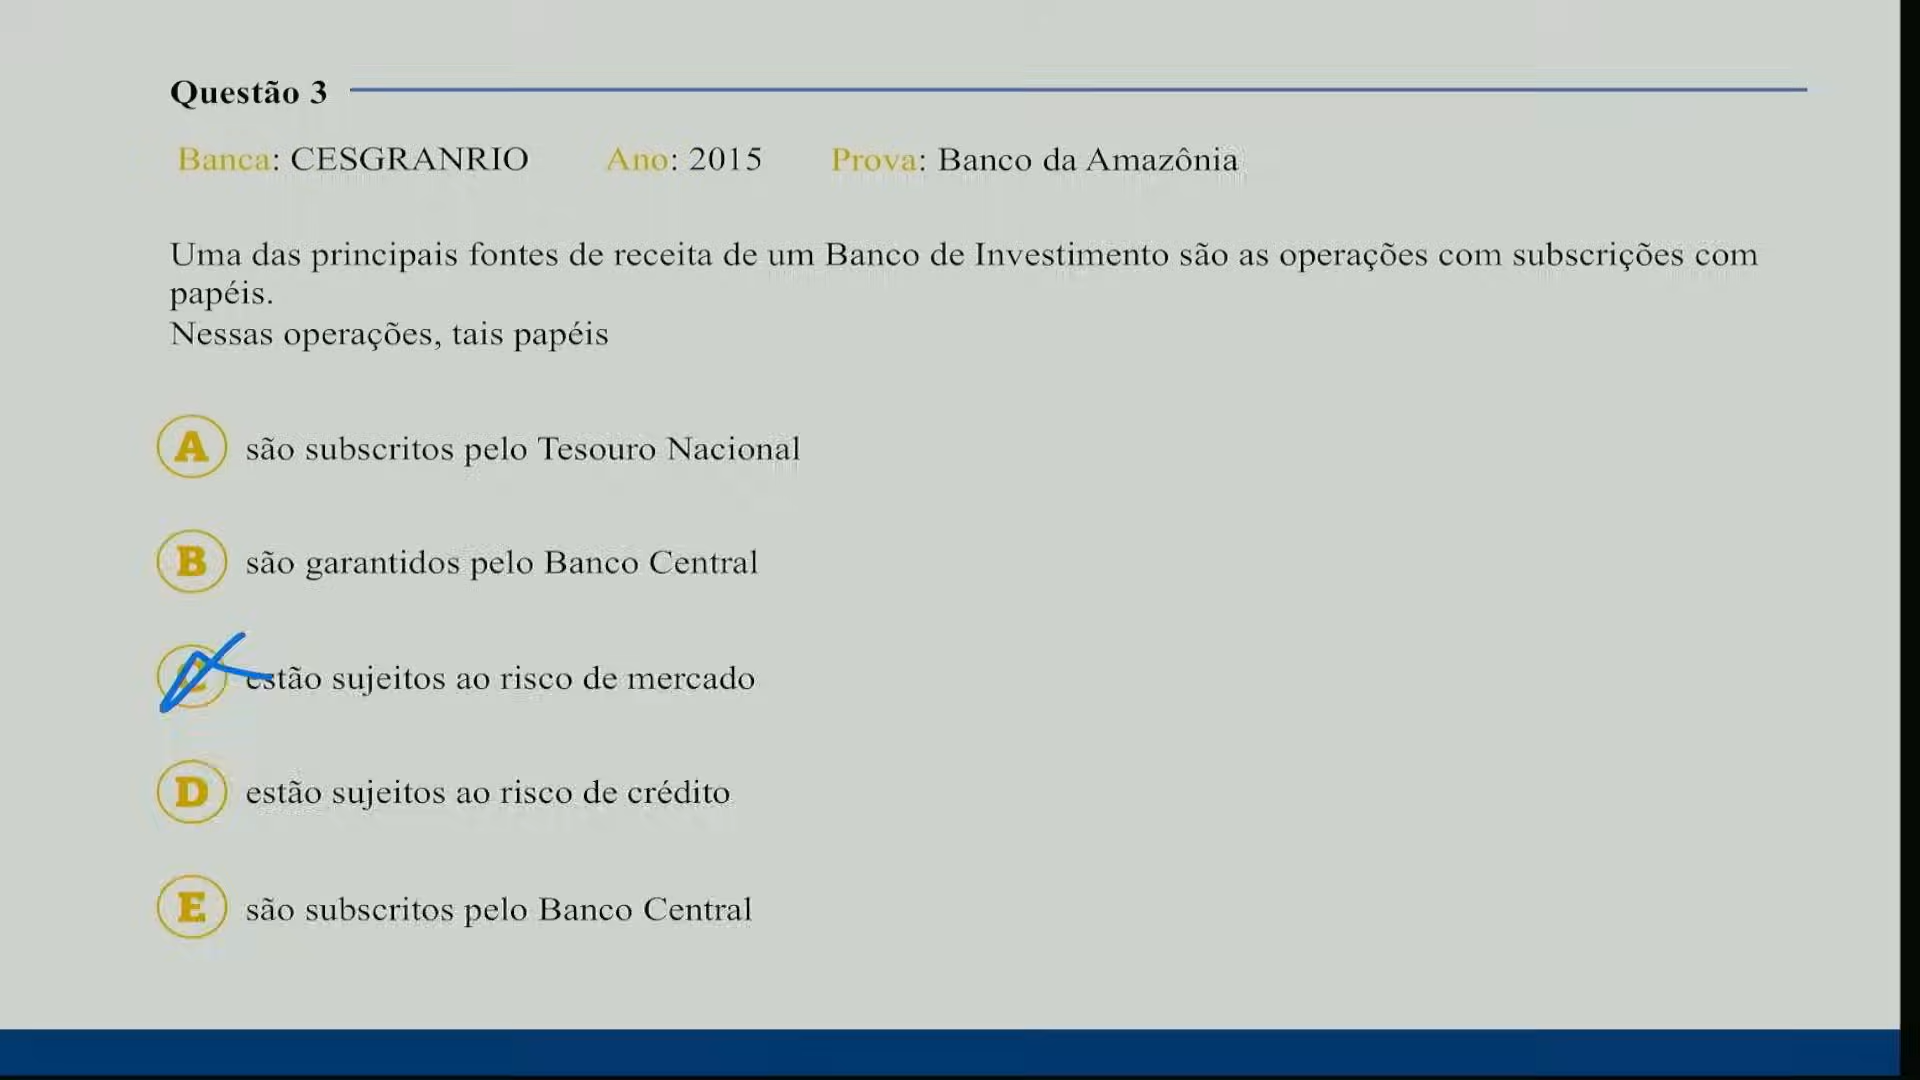 Questão 3
Banca: CESGRANRIO Ano: 2015 Prova: Banco da Amazônia
Uma das principais fontes de receita de um Banco de Investimento são as operações com subscrições com
papéis.
Nessas operações, tais papéis
A são subscritos pelo Tesouro Nacional
B são garantidos pelo Banco Central
C estão sujeitos ao risco de mercado
D estão sujeitos ao risco de crédito
E são subscritos pelo Banco Central